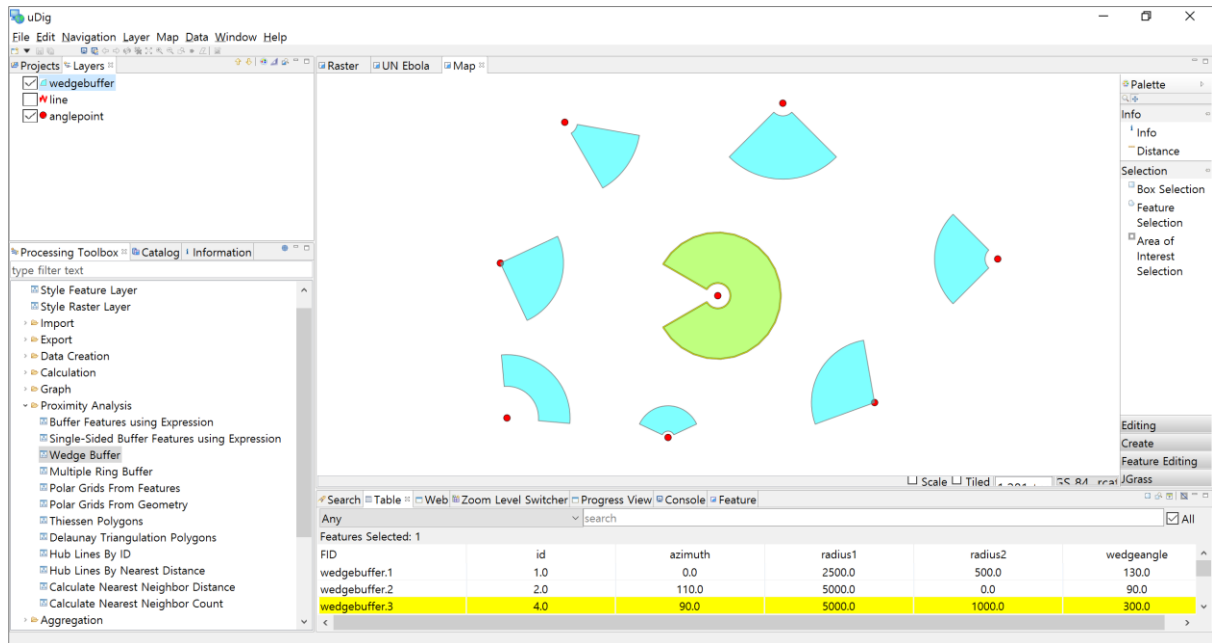 uDig
File Edit Navigation Layer Map Data Window Help
Projects Layers
wedgebuffer
line
anglepoint
Raster UN Ebola Map
Palette
Info
Info
Distance
Selection
Box Selection
Feature
Selection
Area of
Interest
Selection
Editing
Create
Feature Editing
JGrass
Processing Toolbox Catalog Information
type filter text
Style Feature Layer
Style Raster Layer
Import
Export
Data Creation
Calculation
Graph
Proximity Analysis
Buffer Features using Expression
Single-Sided Buffer Features using Expression
Wedge Buffer
Multiple Ring Buffer
Polar Grids From Features
Polar Grids From Geometry
Thiessen Polygons
Delaunay Triangulation Polygons
Hub Lines By ID
Hub Lines By Nearest Distance
Calculate Nearest Neighbor Distance
Calculate Nearest Neighbor Count
Aggregation
Scale Tiled
Search Table Web Zoom Level Switcher Progress View Console Feature
Any search All
Features Selected: 1
FID id azimuth radius1 radius2 wedgeangle
wedgebuffer.1 1.0 0.0 2500.0 500.0 130.0
wedgebuffer.2 2.0 110.0 5000.0 0.0 90.0
wedgebuffer.3 4.0 90.0 5000.0 1000.0 300.0